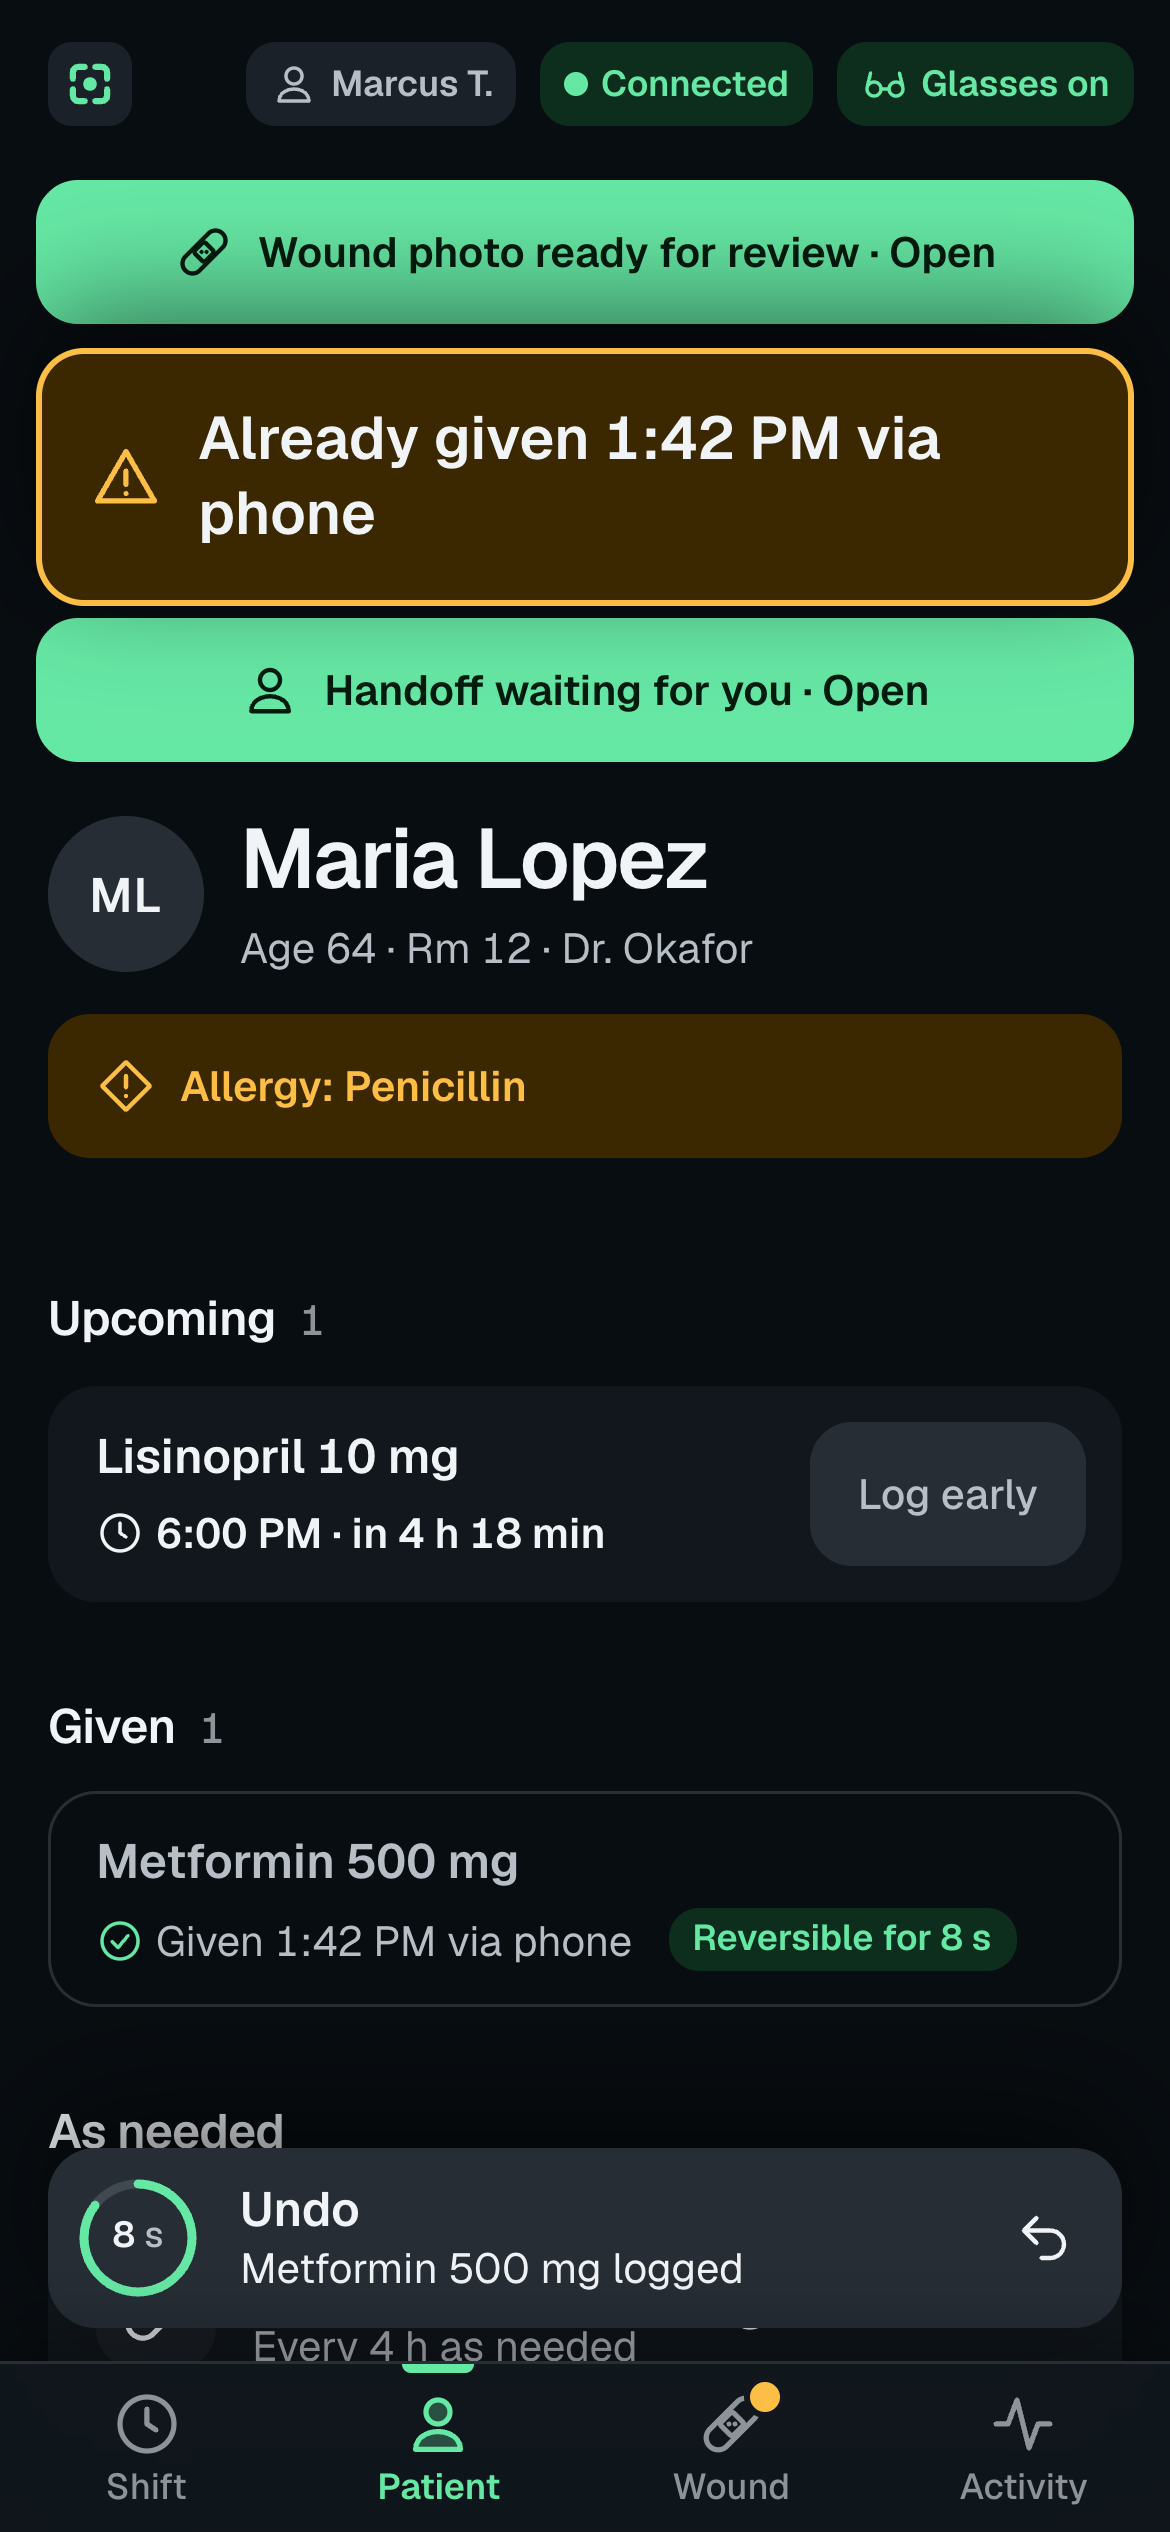 Marcus T.
Connected
Glasses on
Wound photo ready for review · Open
Already given 1:42 PM via
phone
Handoff waiting for you · Open
ML
Maria Lopez
Age 64 · Rm 12 · Dr. Okafor
Allergy: Penicillin
Upcoming 1
Lisinopril 10 mg
6:00 PM · in 4 h 18 min
Log early
Given 1
Metformin 500 mg
Given 1:42 PM via phone
Reversible for 8 s
As needed
8 s
Undo
Metformin 500 mg logged
Every 4 h as needed
Shift
Patient
Wound
Activity